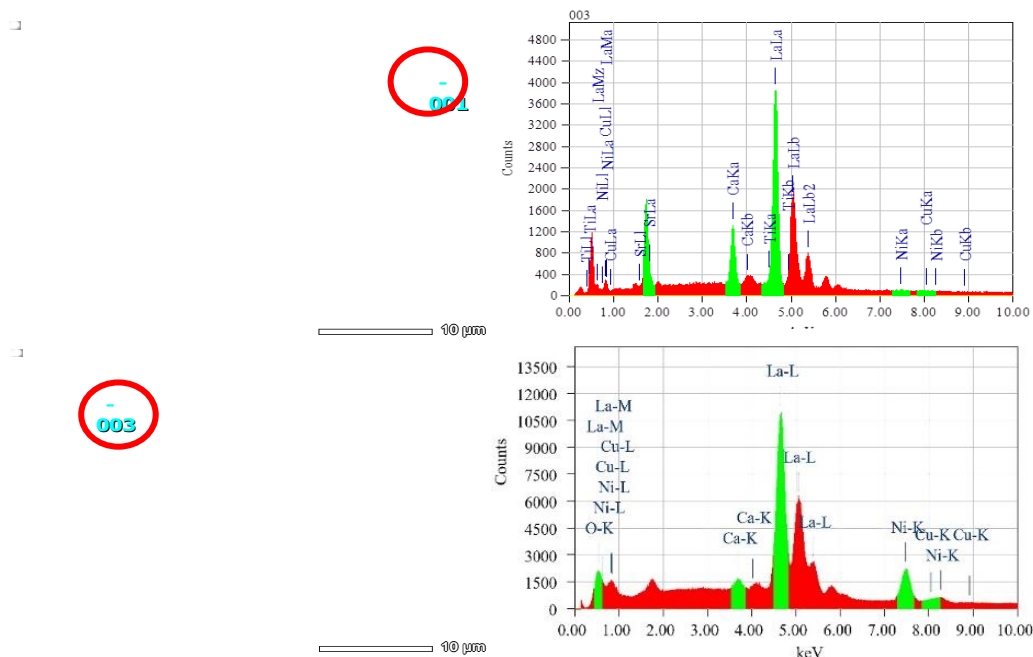 001
10 μm
003
4800
4400
4000
3600
3200
2800
2400
2000
1600
1200
800
400
0
Counts
TiLl
TiLa
LaMz
NiLl
CuLl
NiLa
LaMa
CuLa
SrLl
SrLa
CaKa
CaKb
TiKa
LaLa
TiKb
LaLb
LaLb2
NiKa
CuKa
NiKb
CuKb
0.00 1.00 2.00 3.00 4.00 5.00 6.00 7.00 8.00 9.00 10.00
003
10 μm
13500
12000
10500
9000
7500
6000
4500
3000
1500
0
Counts
La-M
La-M
Cu-L
Cu-L
Ni-L
Ni-L
O-K
Ca-K
Ca-K
La-L
La-L
La-L
Ni-K
Cu-K Cu-K
Ni-K
0.00 1.00 2.00 3.00 4.00 5.00 6.00 7.00 8.00 9.00 10.00
keV